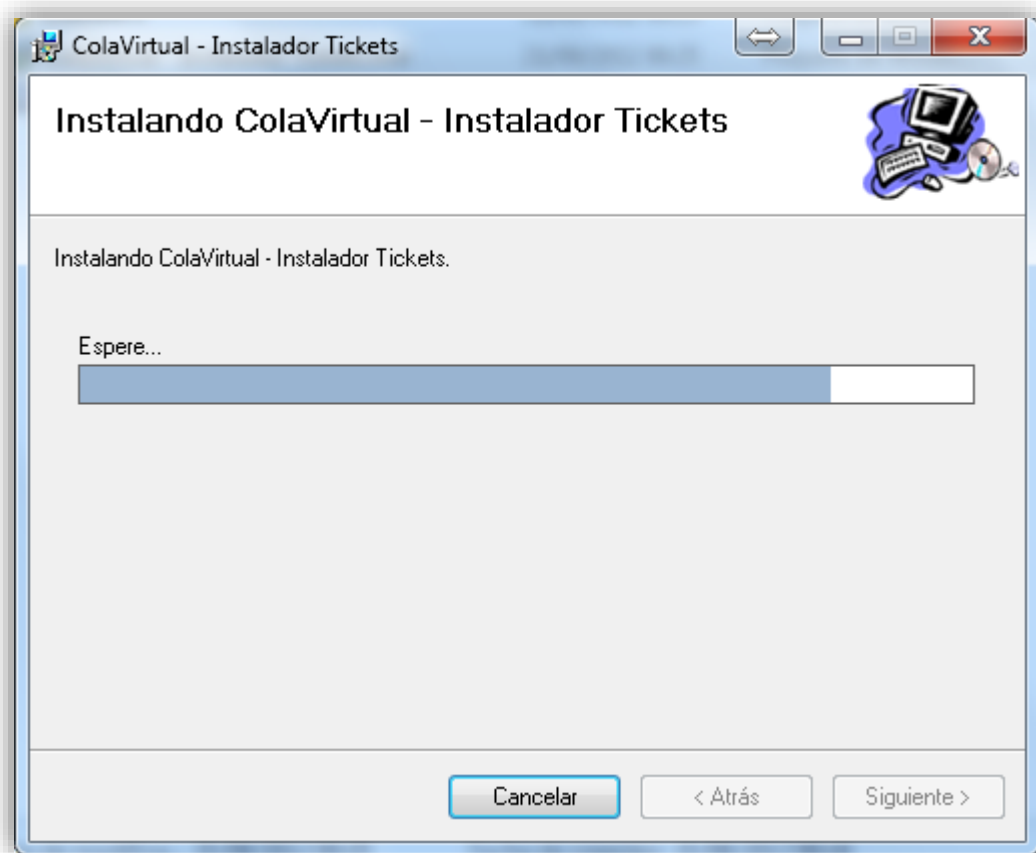 ColaVirtual - Instalador Tickets
Instalando ColaVirtual - Instalador Tickets
Instalando ColaVirtual - Instalador Tickets.
Espere...
Cancelar
< Atrás
Siguiente >